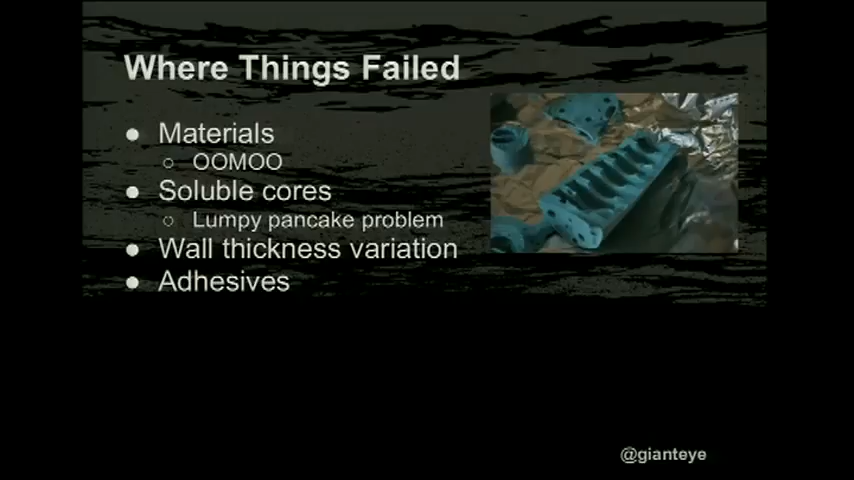 Where Things Failed
● Materials
○ OOMOO
● Soluble cores
○ Lumpy pancake problem
● Wall thickness variation
● Adhesives
@gianteye